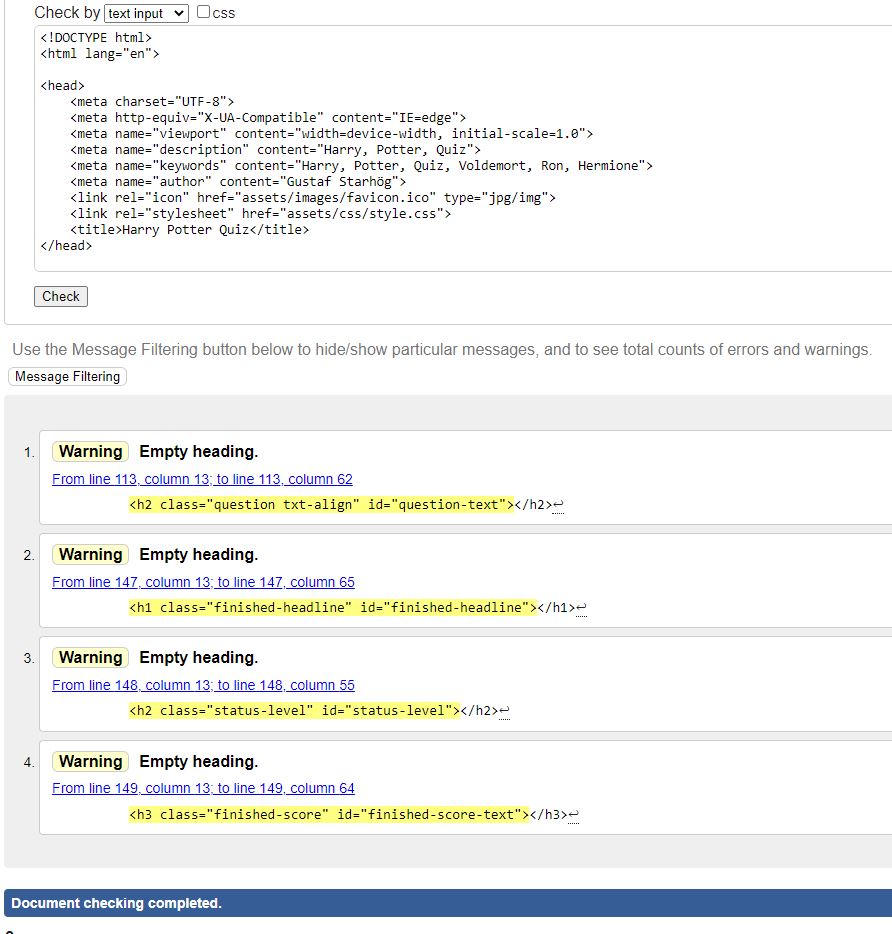 Check by text input css
<!DOCTYPE html>
<html lang="en">
<head>
<meta charset="UTF-8">
<meta http-equiv="X-UA-Compatible" content="IE=edge">
<meta name="viewport" content="width=device-width, initial-scale=1.0">
<meta name="description" content="Harry, Potter, Quiz">
<meta name="keywords" content="Harry, Potter, Quiz, Voldemort, Ron, Hermione">
<meta name="author" content="Gustaf Starhög">
<link rel="icon" href="assets/images/favicon.ico" type="jpg/img">
<link rel="stylesheet" href="assets/css/style.css">
<title>Harry Potter Quiz</title>
</head>
Check
Use the Message Filtering button below to hide/show particular messages, and to see total counts of errors and warnings.
Message Filtering
1. Warning Empty heading.
From line 113, column 13; to line 113, column 62
<h2 class="question txt-align" id="question-text"></h2>↩
2. Warning Empty heading.
From line 147, column 13; to line 147, column 65
<h1 class="finished-headline" id="finished-headline"></h1>↩
3. Warning Empty heading.
From line 148, column 13; to line 148, column 55
<h2 class="status-level" id="status-level"></h2>↩
4. Warning Empty heading.
From line 149, column 13; to line 149, column 64
<h3 class="finished-score" id="finished-score-text"></h3>↩
Document checking completed.